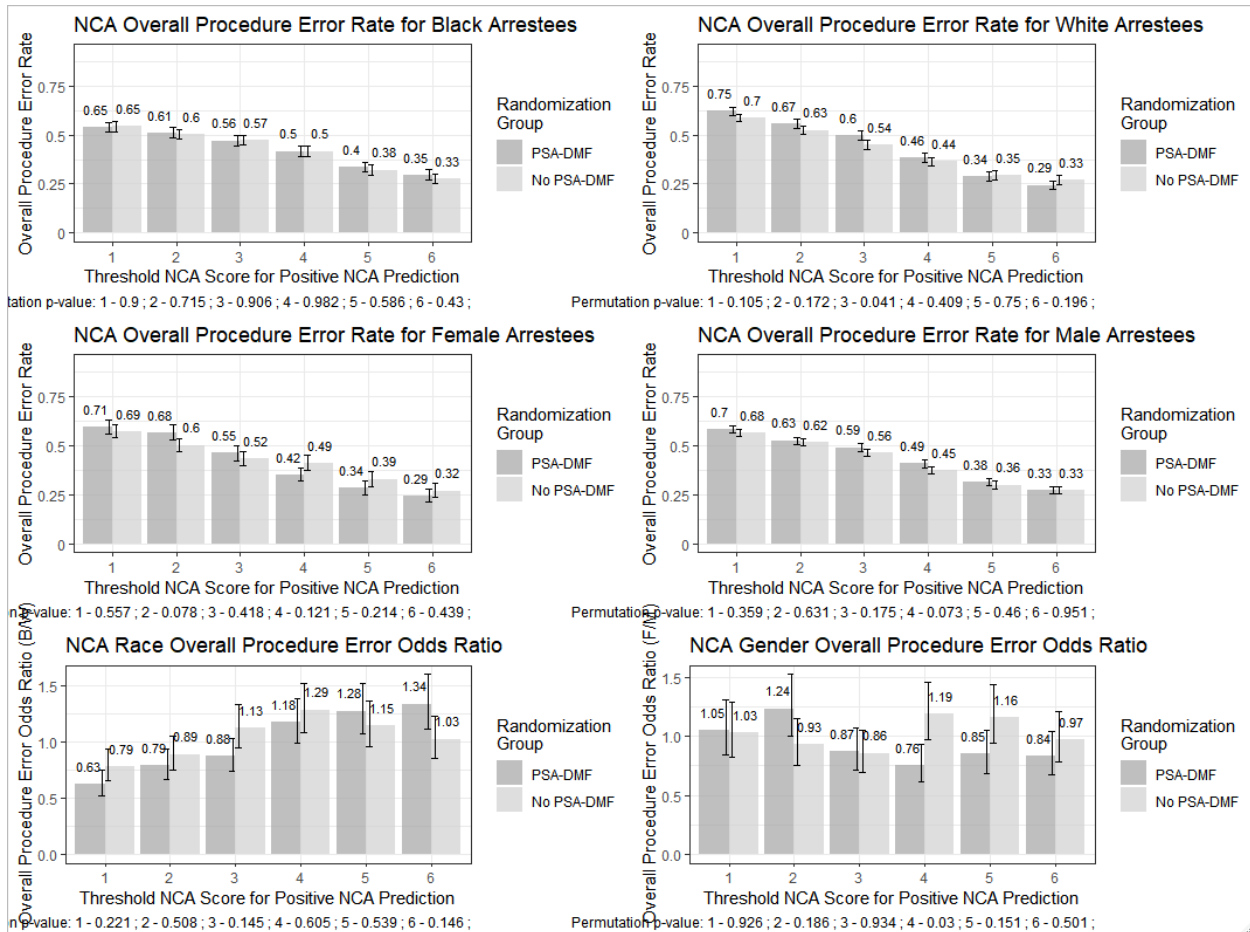 NCA Overall Procedure Error Rate for Black Arrestees
Overall Procedure Error Rate
0.75
0.5
0.25
0
0.65 0.65 0.61 0.6 0.56 0.57 0.5 0.5 0.4 0.38 0.35 0.33
1 2 3 4 5 6
Threshold NCA Score for Positive NCA Prediction
Randomization
Group
PSA-DMF
No PSA-DMF
tation p-value: 1 - 0.9 ; 2 - 0.715 ; 3 - 0.906 ; 4 - 0.982 ; 5 - 0.586 ; 6 - 0.43 ;
NCA Overall Procedure Error Rate for White Arrestees
Overall Procedure Error Rate
0.75
0.5
0.25
0
0.75 0.7 0.67 0.63 0.6 0.54 0.46 0.44 0.34 0.35 0.29 0.33
1 2 3 4 5 6
Threshold NCA Score for Positive NCA Prediction
Randomization
Group
PSA-DMF
No PSA-DMF
Permutation p-value: 1 - 0.105 ; 2 - 0.172 ; 3 - 0.041 ; 4 - 0.409 ; 5 - 0.75 ; 6 - 0.196 ;
NCA Overall Procedure Error Rate for Female Arrestees
Overall Procedure Error Rate
0.75
0.5
0.25
0
0.71 0.69 0.68 0.6 0.55 0.52 0.42 0.49 0.34 0.39 0.29 0.32
1 2 3 4 5 6
Threshold NCA Score for Positive NCA Prediction
Randomization
Group
PSA-DMF
No PSA-DMF
p-value: 1 - 0.557 ; 2 - 0.078 ; 3 - 0.418 ; 4 - 0.121 ; 5 - 0.214 ; 6 - 0.439 ;
NCA Overall Procedure Error Rate for Male Arrestees
Overall Procedure Error Rate
0.75
0.5
0.25
0
0.7 0.68 0.63 0.62 0.59 0.56 0.49 0.45 0.38 0.36 0.33 0.33
1 2 3 4 5 6
Threshold NCA Score for Positive NCA Prediction
Randomization
Group
PSA-DMF
No PSA-DMF
Permutation p-value: 1 - 0.359 ; 2 - 0.631 ; 3 - 0.175 ; 4 - 0.073 ; 5 - 0.46 ; 6 - 0.951 ;
NCA Race Overall Procedure Error Odds Ratio
Overall Procedure Error Odds Ratio (B/W)
1.5
1.0
0.5
0.0
0.63 0.79 0.79 0.89 0.88 1.13 1.18 1.29 1.28 1.15 1.34 1.03
1 2 3 4 5 6
Threshold NCA Score for Positive NCA Prediction
Randomization
Group
PSA-DMF
No PSA-DMF
n p-value: 1 - 0.221 ; 2 - 0.508 ; 3 - 0.145 ; 4 - 0.605 ; 5 - 0.539 ; 6 - 0.146 ;
NCA Gender Overall Procedure Error Odds Ratio
Overall Procedure Error Odds Ratio (F/M)
1.5
1.0
0.5
0.0
1.05 1.03 1.24 0.93 0.87 0.86 0.76 1.19 0.85 1.16 0.84 0.97
1 2 3 4 5 6
Threshold NCA Score for Positive NCA Prediction
Randomization
Group
PSA-DMF
No PSA-DMF
Permutation p-value: 1 - 0.926 ; 2 - 0.186 ; 3 - 0.934 ; 4 - 0.03 ; 5 - 0.151 ; 6 - 0.501 ;